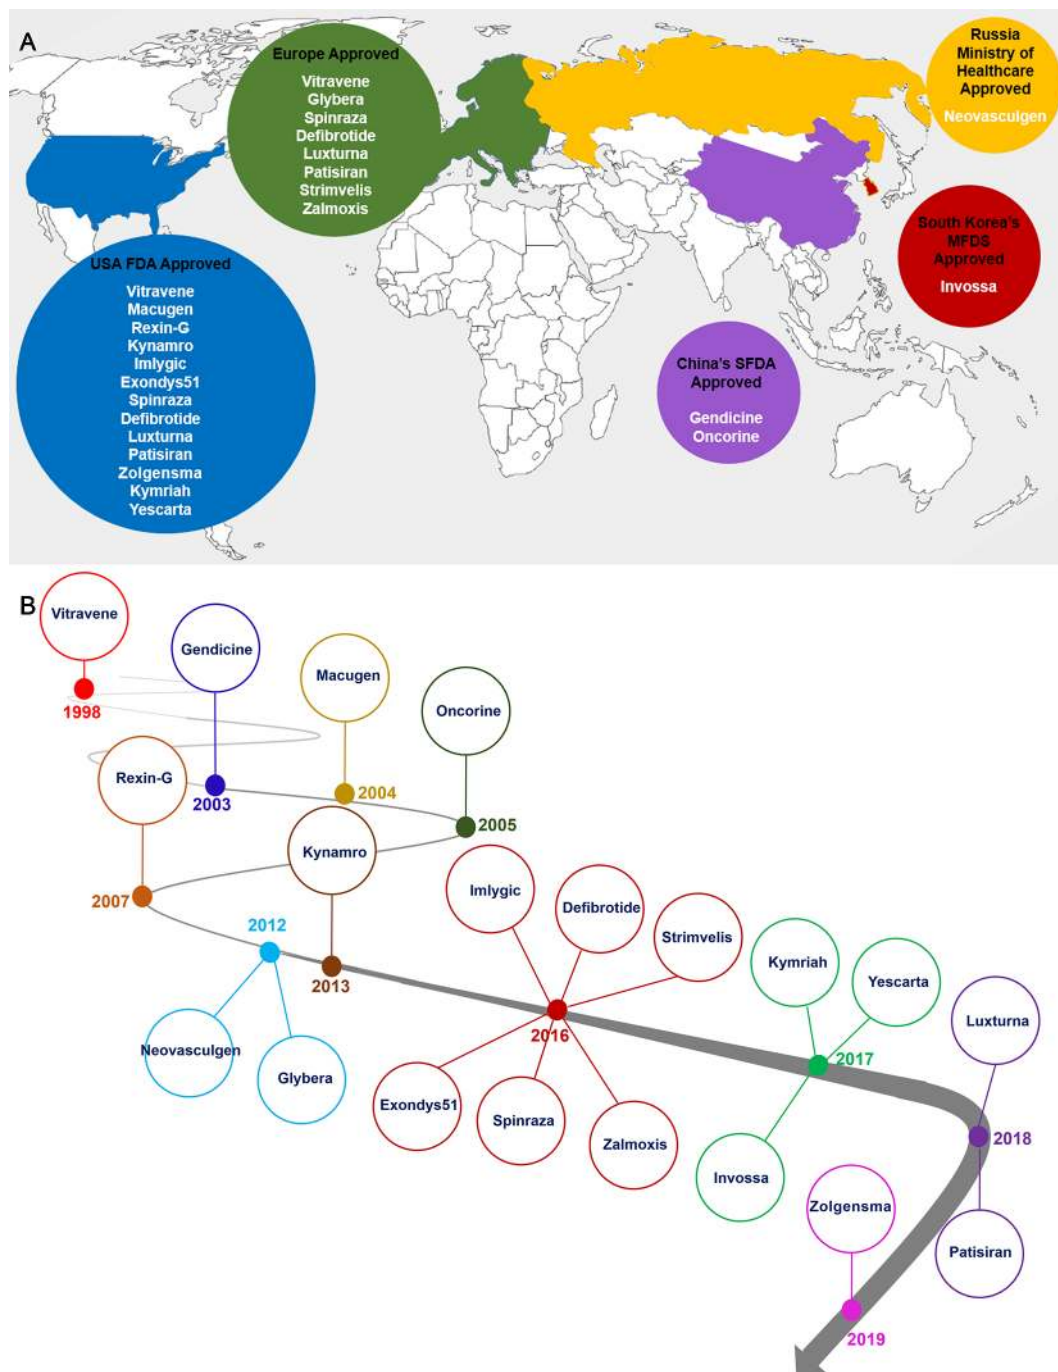 A
Europe Approved
Vitravene
Glybera
Spinraza
Defibrotide
Luxturna
Patisiran
Strimvelis
Zalmoxis
Russia
Ministry of
Healthcare
Approved
Neovasculgen
South Korea's
MFDS
Approved
Invossa
USA FDA Approved
Vitravene
Macugen
Rexin-G
Kynamro
Imlygic
Exondys51
Spinraza
Defibrotide
Luxturna
Patisiran
Zolgensma
Kymriah
Yescarta
China's SFDA
Approved
Gendicine
Oncorine
B
Vitravene
1998
Gendicine
2003
Macugen
2004
Oncorine
2005
Rexin-G
2007
2012
Neovasculgen
Glybera
Kynamro
2013
Imlygic
Defibrotide
Strimvelis
2016
Exondys51
Spinraza
Zalmoxis
Kymriah
Yescarta
2017
Invossa
Luxturna
2018
Patisiran
Zolgensma
2019